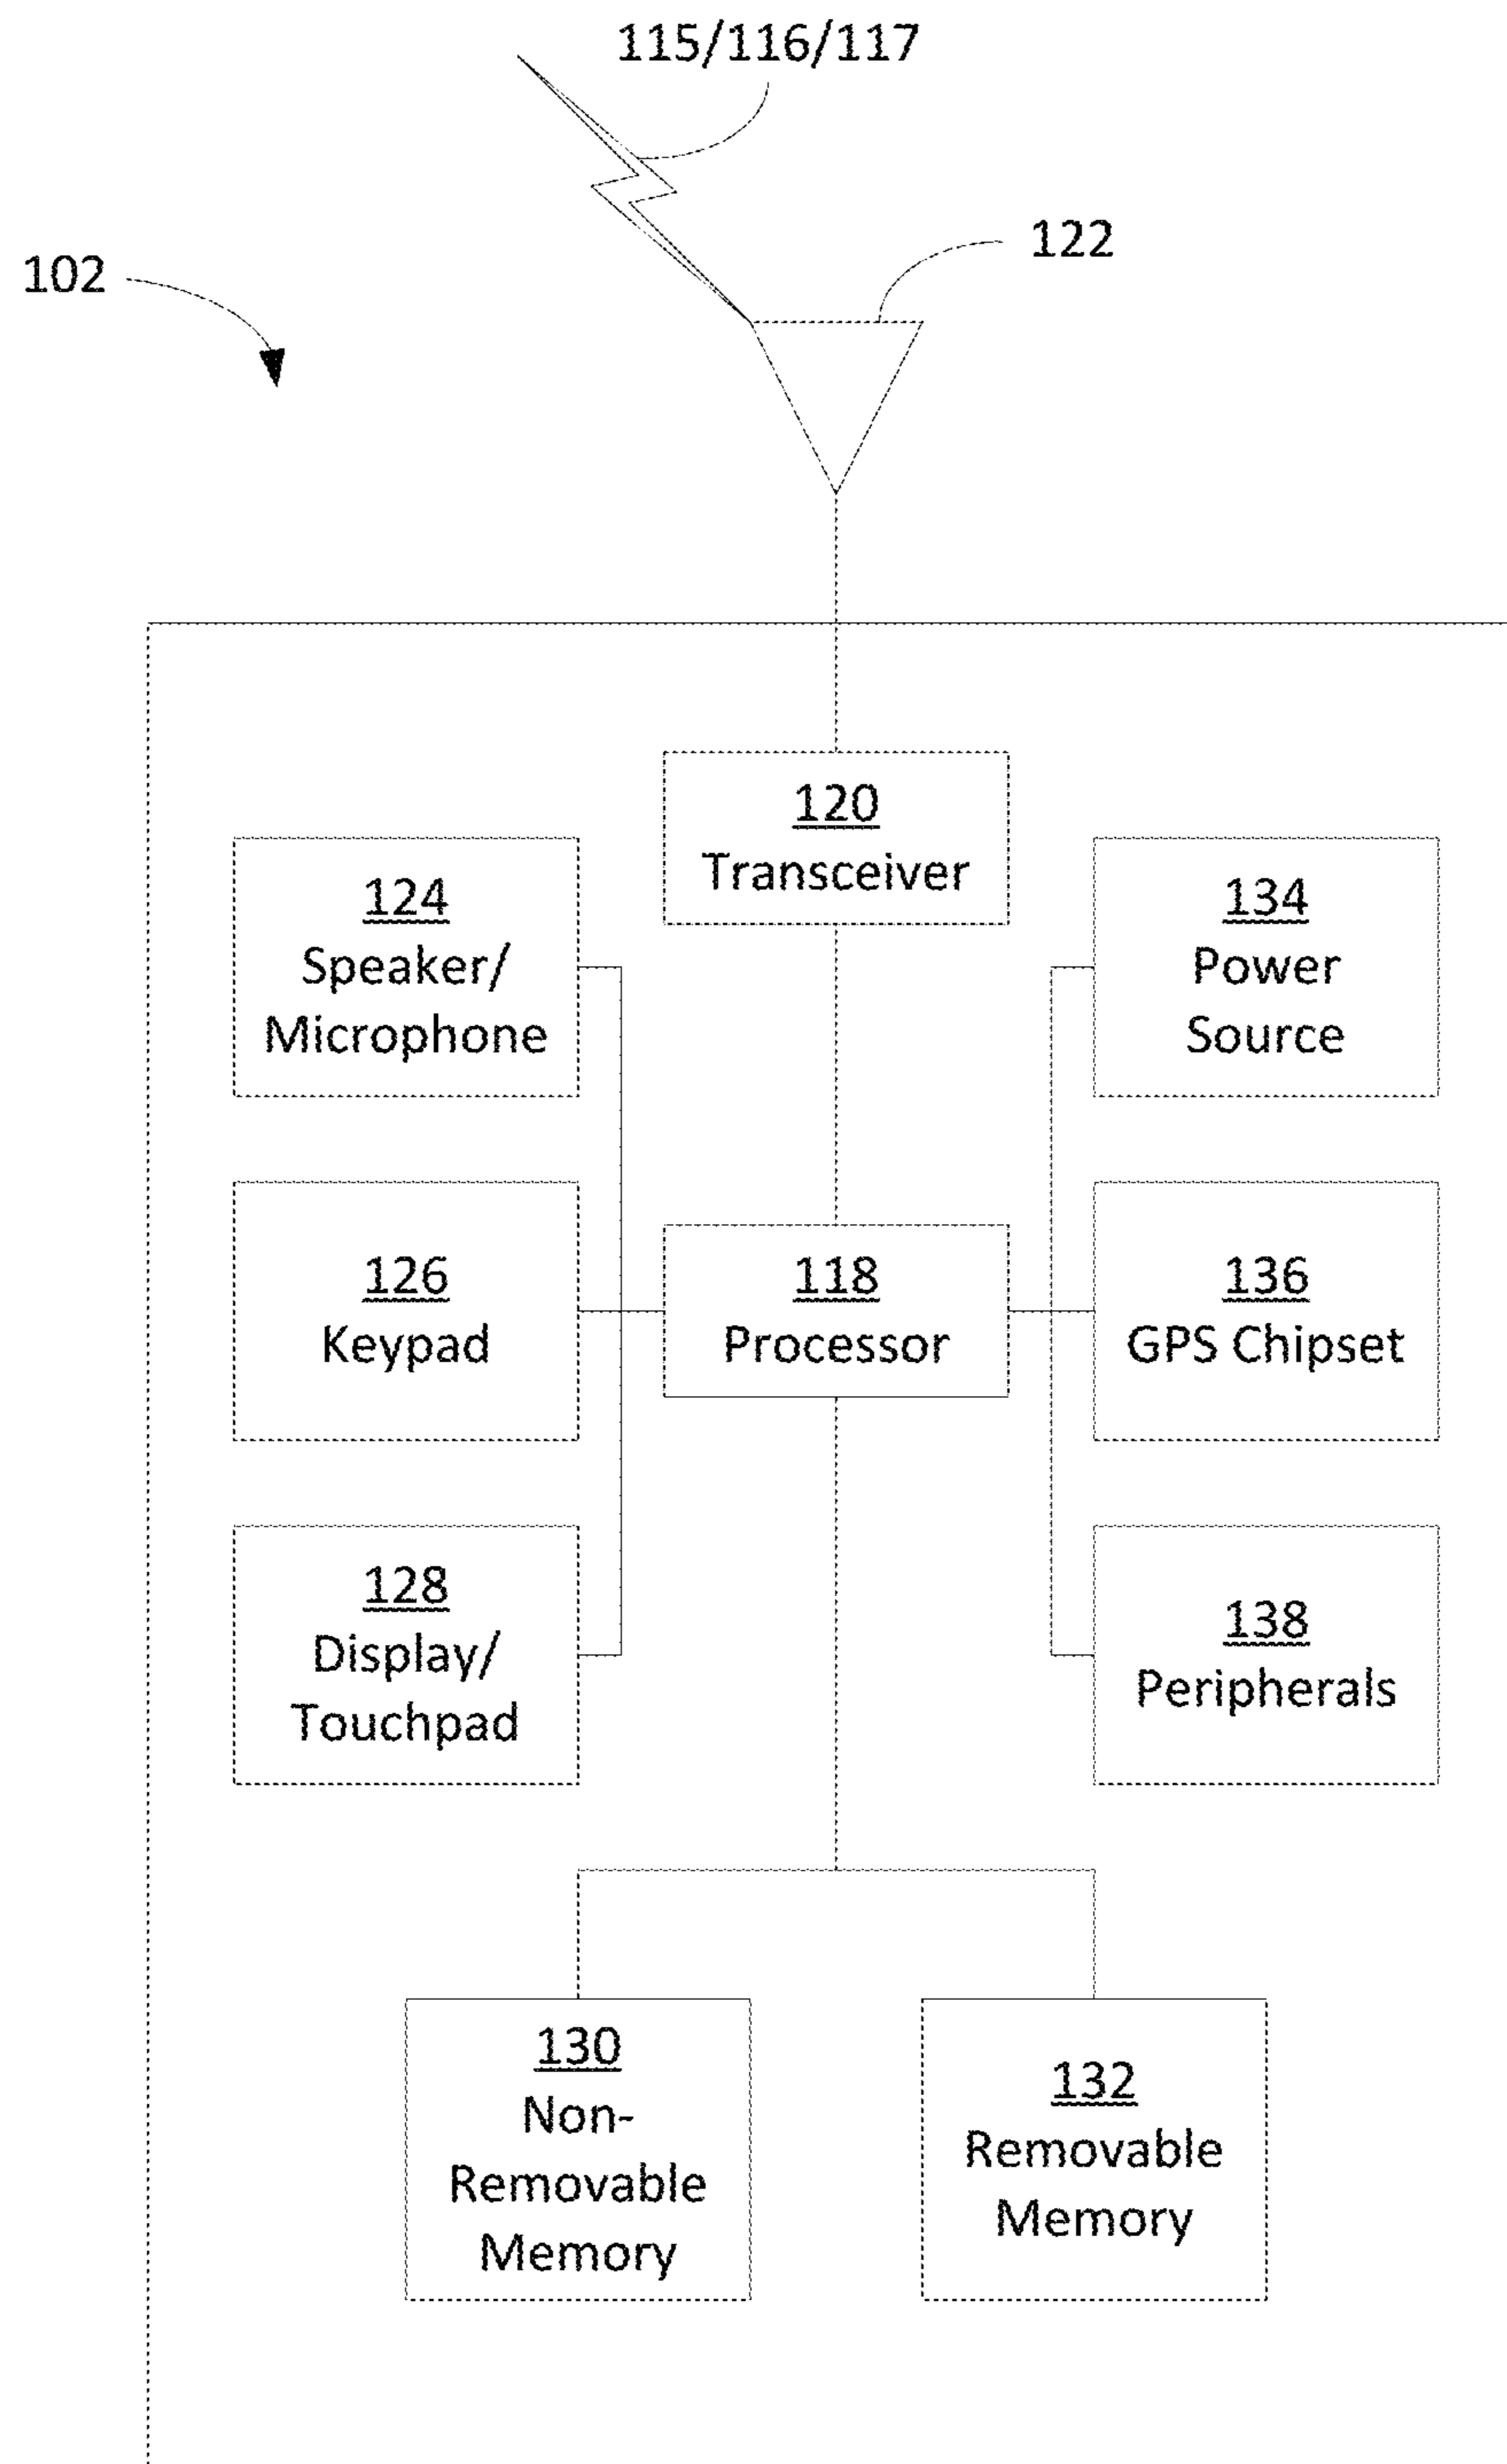 115/116/117
122
102
120
Transceiver
124
Speaker/
Microphone
134
Power
Source
126
Keypad
118
Processor
136
GPS Chipset
128
Display/
Touchpad
138
Peripherals
130
Non-
Removable
Memory
132
Removable
Memory